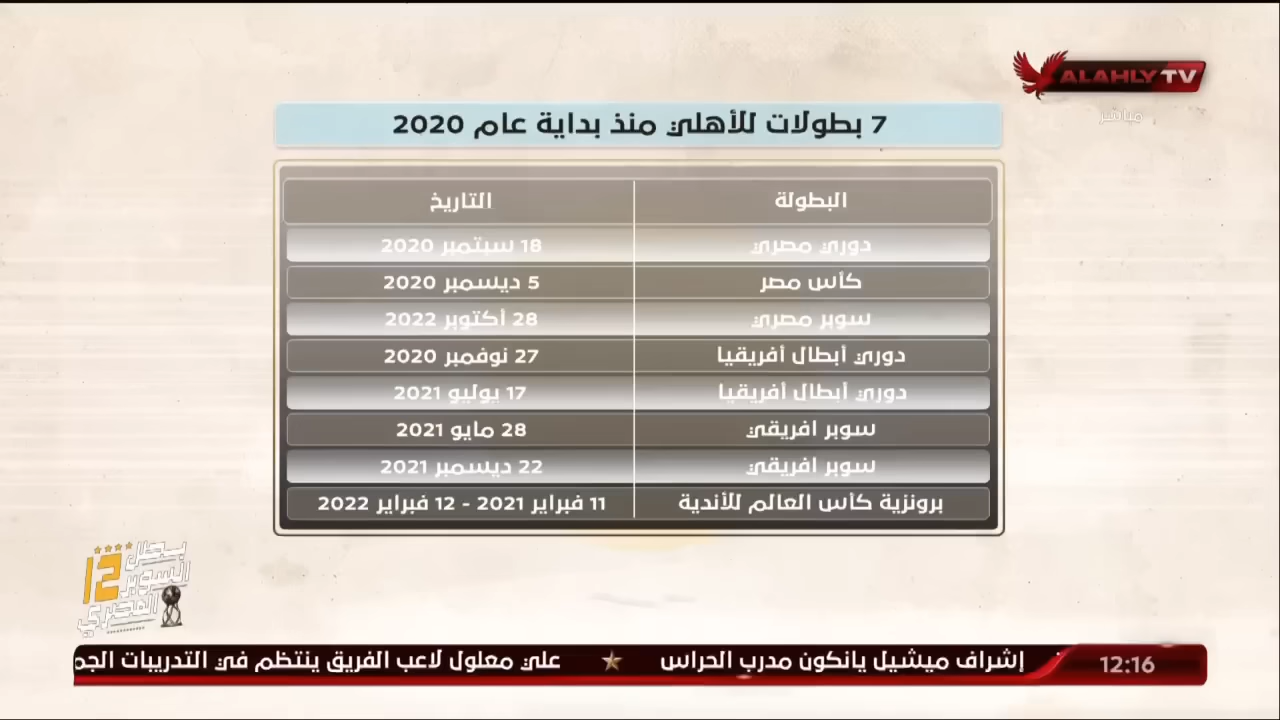 ALAHLY TV
مباشر
7 بطولات للأهلي منذ بداية عام 2020
البطولة التاريخ
دوري مصري 18 سبتمبر 2020
كأس مصر 5 ديسمبر 2020
سوبر مصري 28 أكتوبر 2022
دوري أبطال أفريقيا 27 نوفمبر 2020
دوري أبطال أفريقيا 17 يوليو 2021
سوبر افريقي 28 مايو 2021
سوبر افريقي 22 ديسمبر 2021
برونزية كأس العالم للأندية 11 فبراير 2021 - 12 فبراير 2022
بطل
السوبر 12
المصري
12:16 إشراف ميشيل يانكون مدرب الحراس علي معلول لاعب الفريق ينتظم في التدريبات